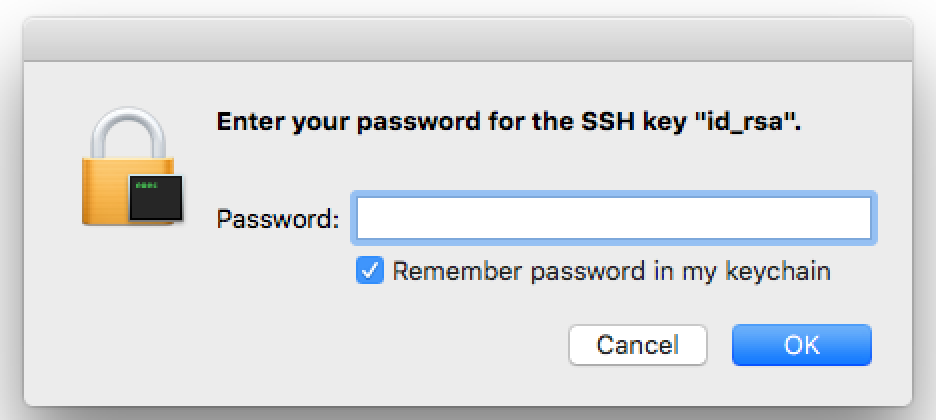 Enter your password for the SSH key "id_rsa".
Password:
Remember password in my keychain
Cancel
OK